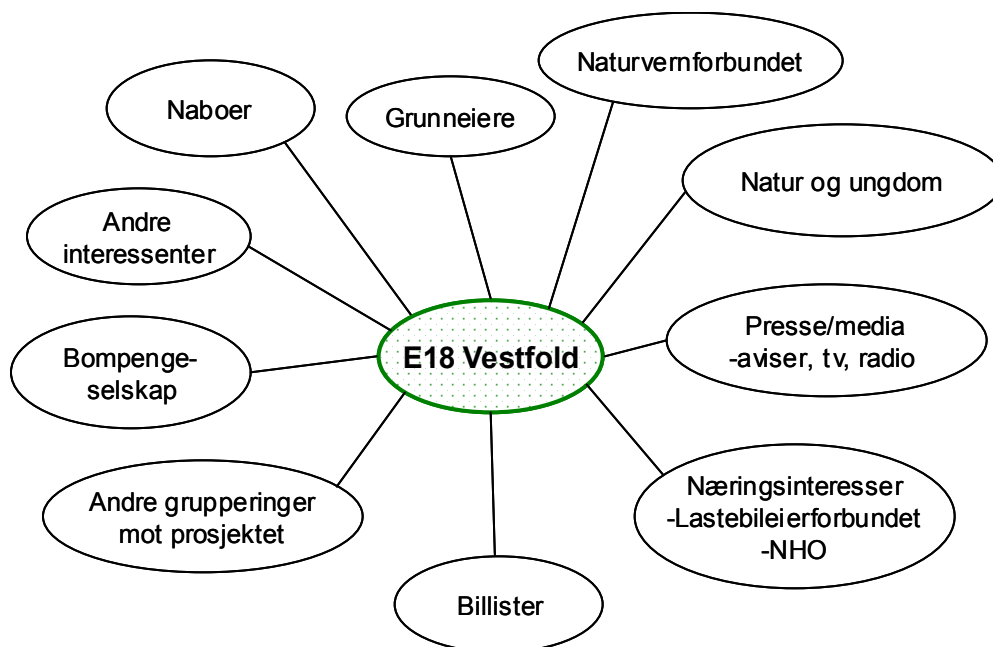 Naturvernforbundet
Naboer
Grunneiere
Natur og ungdom
Andre
interessenter
Presse/media
-aviser, tv, radio
E18 Vestfold
Bompenge-
selskap
Næringsinteresser
-Lastebileierforbundet
-NHO
Andre grupperinger
mot prosjektet
Billister